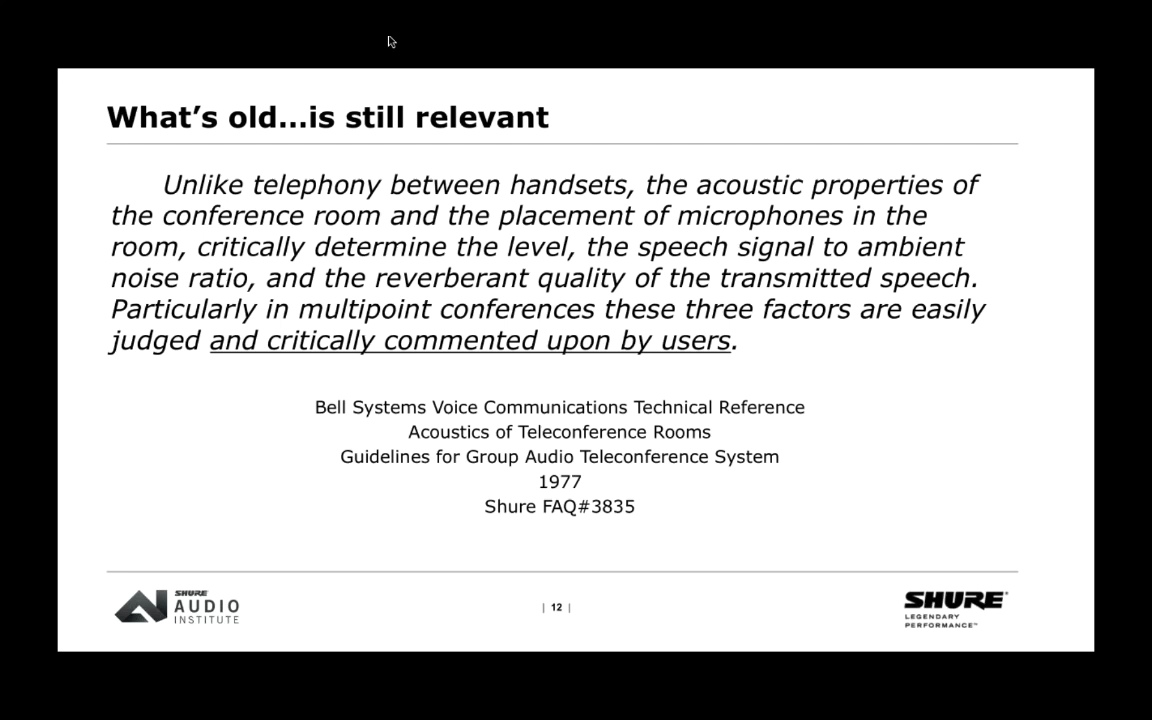 What’s old...is still relevant
Unlike telephony between handsets, the acoustic properties of
the conference room and the placement of microphones in the
room, critically determine the level, the speech signal to ambient
noise ratio, and the reverberant quality of the transmitted speech.
Particularly in multipoint conferences these three factors are easily
judged and critically commented upon by users.
Bell Systems Voice Communications Technical Reference
Acoustics of Teleconference Rooms
Guidelines for Group Audio Teleconference System
1977
Shure FAQ#3835
SHURE
AUDIO
INSTITUTE
| 12 |
SHURE®
LEGENDARY
PERFORMANCE™